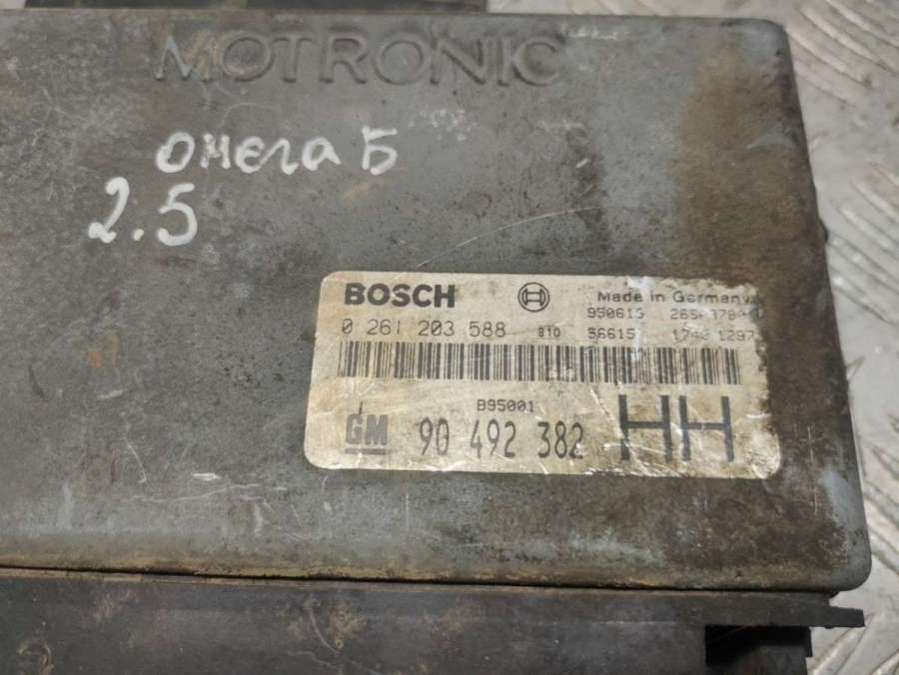 MOTRONIC
омега Б
2.5
BOSCH Made in Germany
0 261 203 588 810
B95001
GM 90 492 382 HH